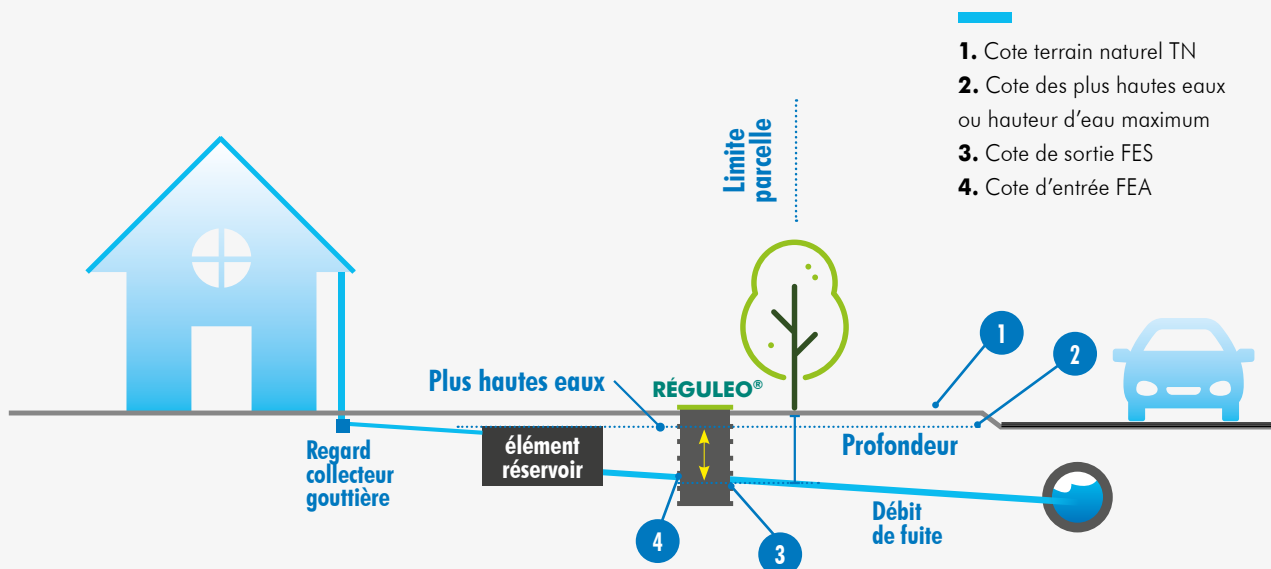 1. Cote terrain naturel TN
2. Cote des plus hautes eaux
ou hauteur d'eau maximum
3. Cote de sortie FES
4. Cote d'entrée FEA
Limite
parcelle
1
2
Plus hautes eaux
RÉGULEO®
Profondeur
Regard
collecteur
gouttière
élément
réservoir
Débit
de fuite
4
3